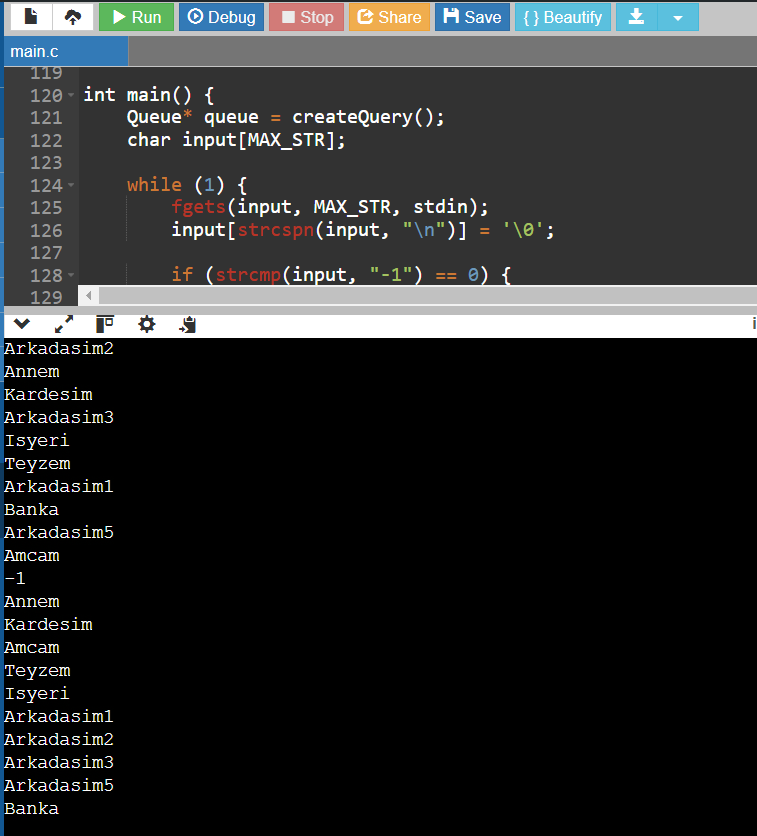 Run Debug Stop Share Save { } Beautify
main.c
119
120 int main() {
121     Queue* queue = createQuery();
122     char input[MAX_STR];
123
124     while (1) {
125         fgets(input, MAX_STR, stdin);
126         input[strcspn(input, "\n")] = '\0';
127
128         if (strcmp(input, "-1") == 0) {
129
i
Arkadasim2
Annem
Kardesim
Arkadasim3
Isyeri
Teyzem
Arkadasim1
Banka
Arkadasim5
Amcam
-1
Annem
Kardesim
Amcam
Teyzem
Isyeri
Arkadasim1
Arkadasim2
Arkadasim3
Arkadasim5
Banka